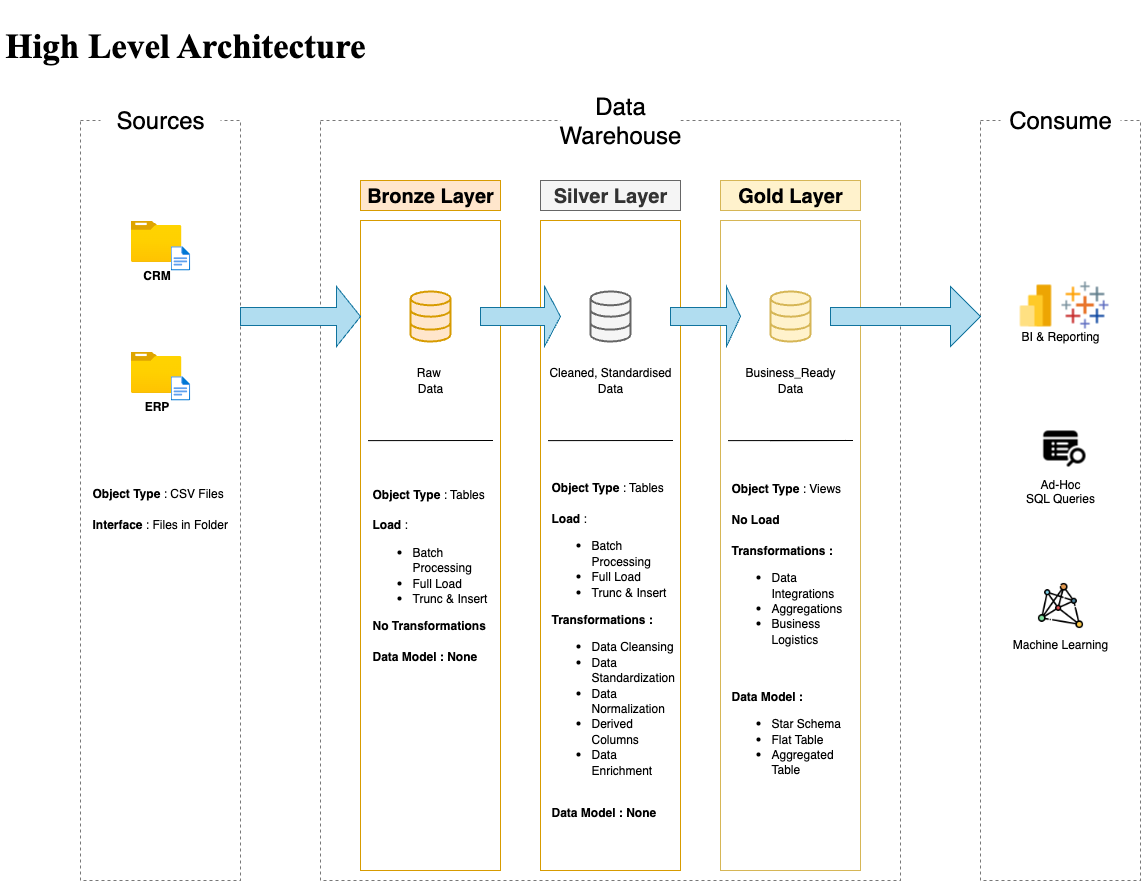 High Level Architecture
Sources
CRM
ERP
Object Type : CSV Files
Interface : Files in Folder
Data
Warehouse
Bronze Layer
Raw
Data
Object Type : Tables
Load :
• Batch
Processing
• Full Load
• Trunc & Insert
No Transformations
Data Model : None
Silver Layer
Cleaned, Standardised
Data
Object Type : Tables
Load :
• Batch
Processing
• Full Load
• Trunc & Insert
Transformations :
• Data Cleansing
• Data
Standardization
• Data
Normalization
• Derived
Columns
• Data
Enrichment
Data Model : None
Gold Layer
Business_Ready
Data
Object Type : Views
No Load
Transformations :
• Data
Integrations
• Aggregations
• Business
Logistics
Data Model :
• Star Schema
• Flat Table
• Aggregated
Table
Consume
BI & Reporting
Ad-Hoc
SQL Queries
Machine Learning